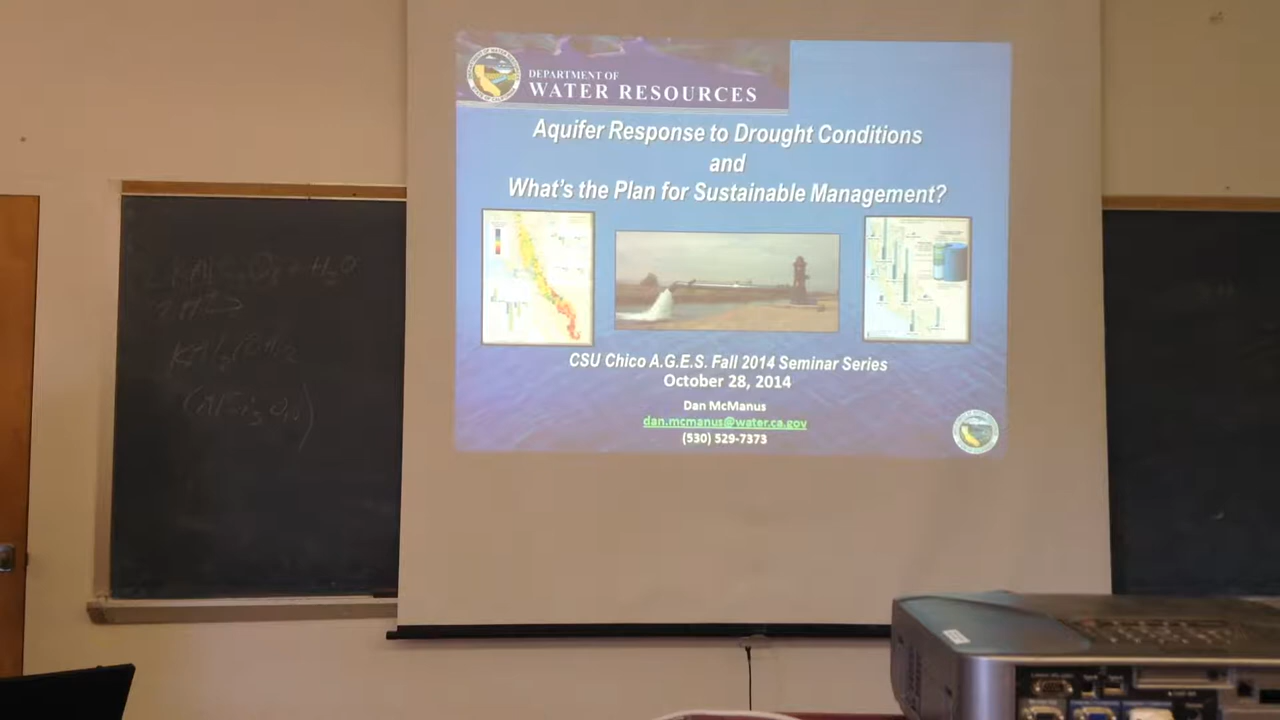 DEPARTMENT OF
WATER RESOURCES
Aquifer Response to Drought Conditions
and
What's the Plan for Sustainable Management?
CSU Chico A.G.E.S. Fall 2014 Seminar Series
October 28, 2014
Dan McManus
dan.mcmanus@water.ca.gov
(530) 529-7373